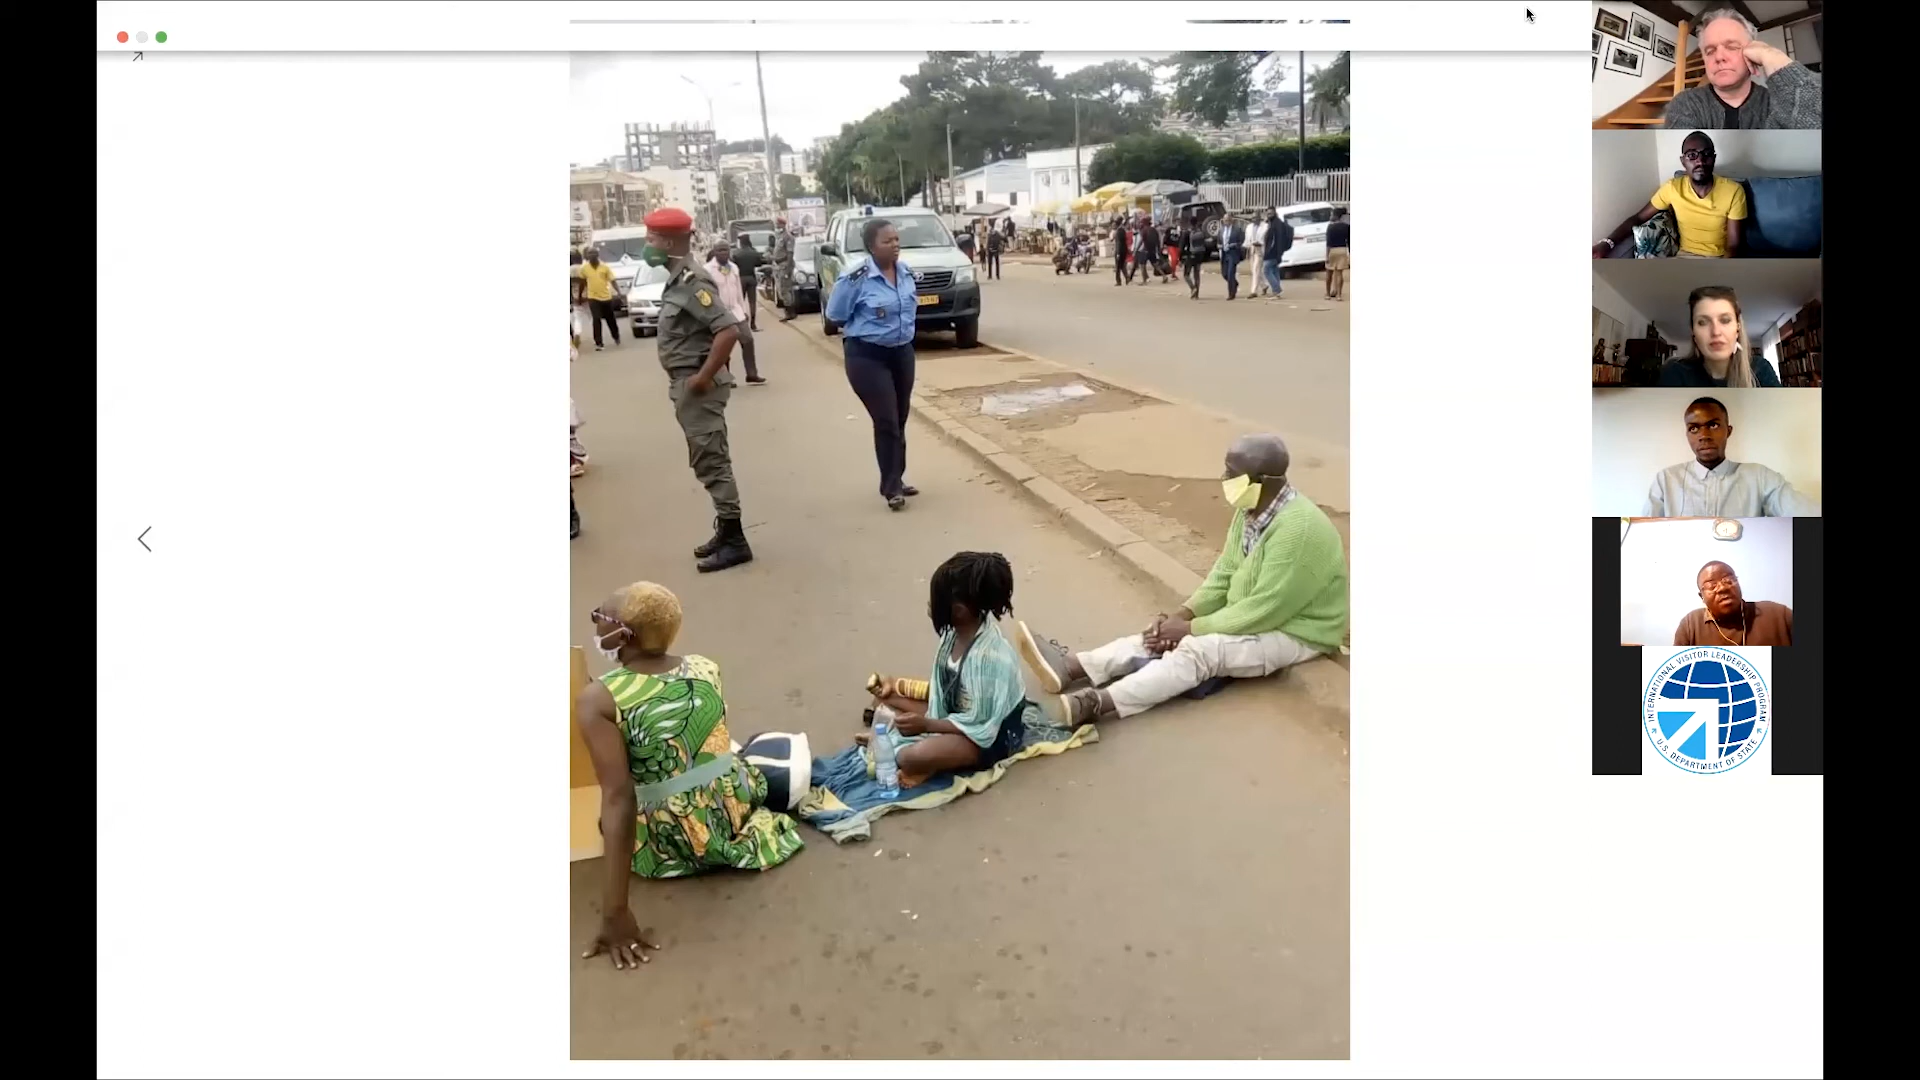 INTERNATIONAL VISITOR LEADERSHIP PROGRAM
U.S. DEPARTMENT OF STATE